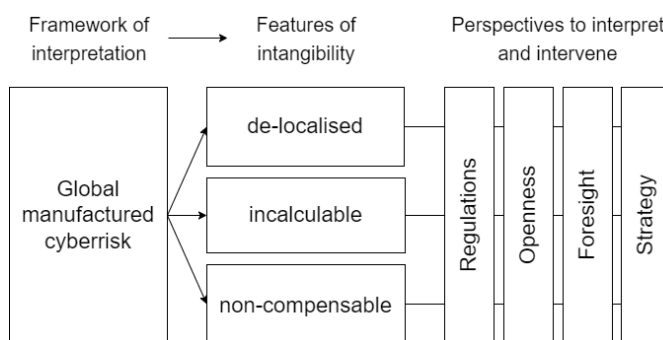 Framework of
interpretation
Features of
intangibility
Perspectives to interpret
and intervene
Global
manufactured
cyberrisk
de-localised
incalculable
non-compensable
Regulations
Openness
Foresight
Strategy